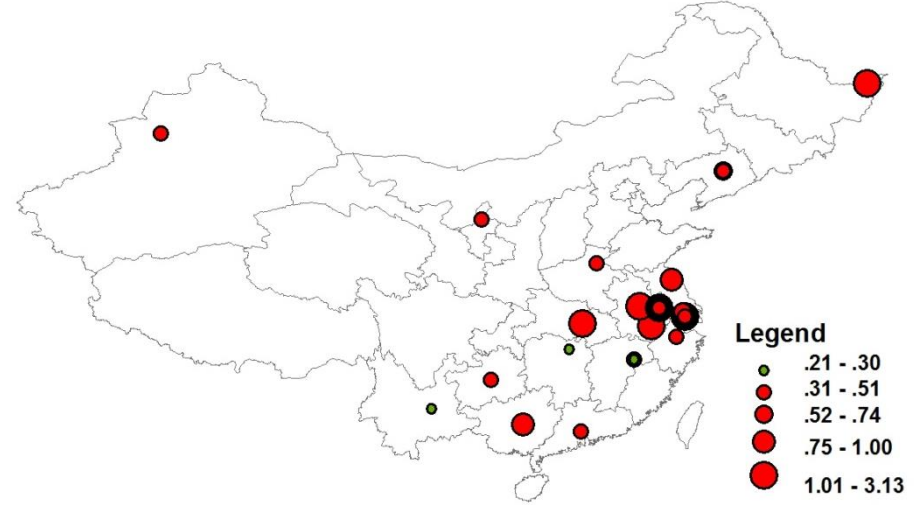 Legend
.21 - .30
.31 - .51
.52 - .74
.75 - 1.00
1.01 - 3.13